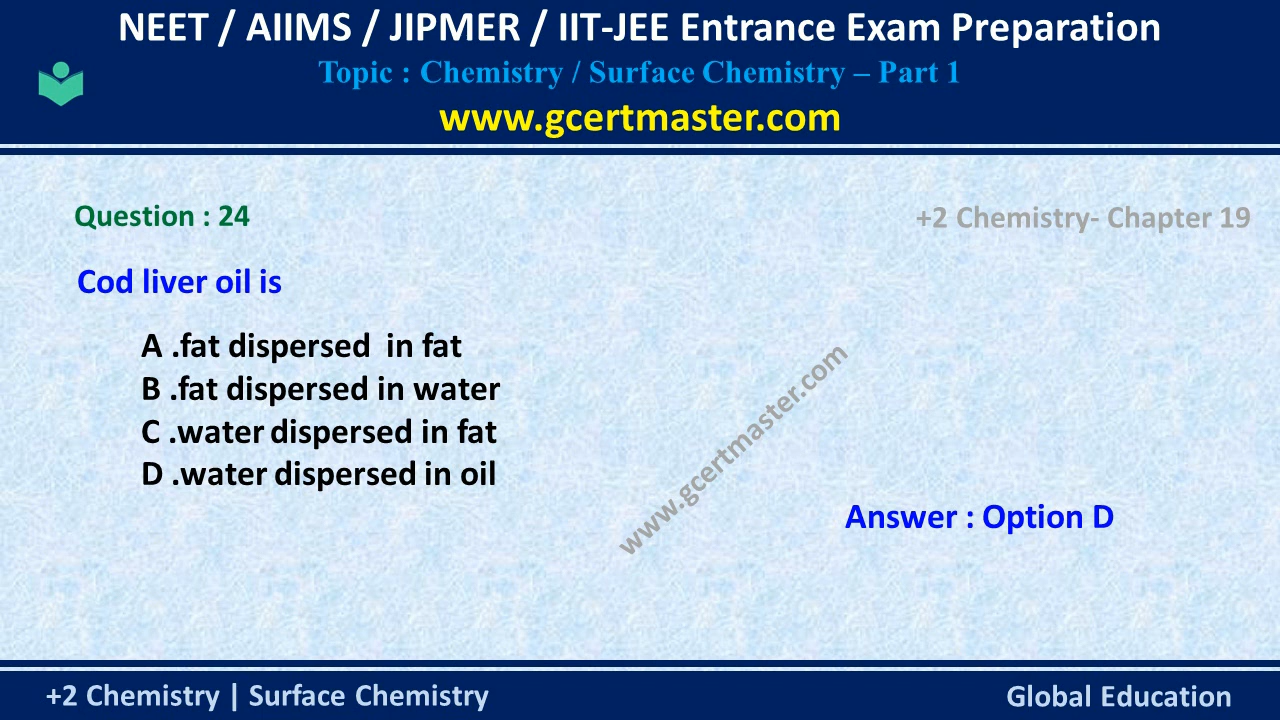 NEET / AIIMS / JIPMER / IIT-JEE Entrance Exam Preparation
Topic : Chemistry / Surface Chemistry – Part 1
www.gcertmaster.com
Question : 24
+2 Chemistry- Chapter 19
Cod liver oil is
A .fat dispersed in fat
B .fat dispersed in water
C .water dispersed in fat
D .water dispersed in oil
www.gcertmaster.com
Answer : Option D
+2 Chemistry | Surface Chemistry
Global Education